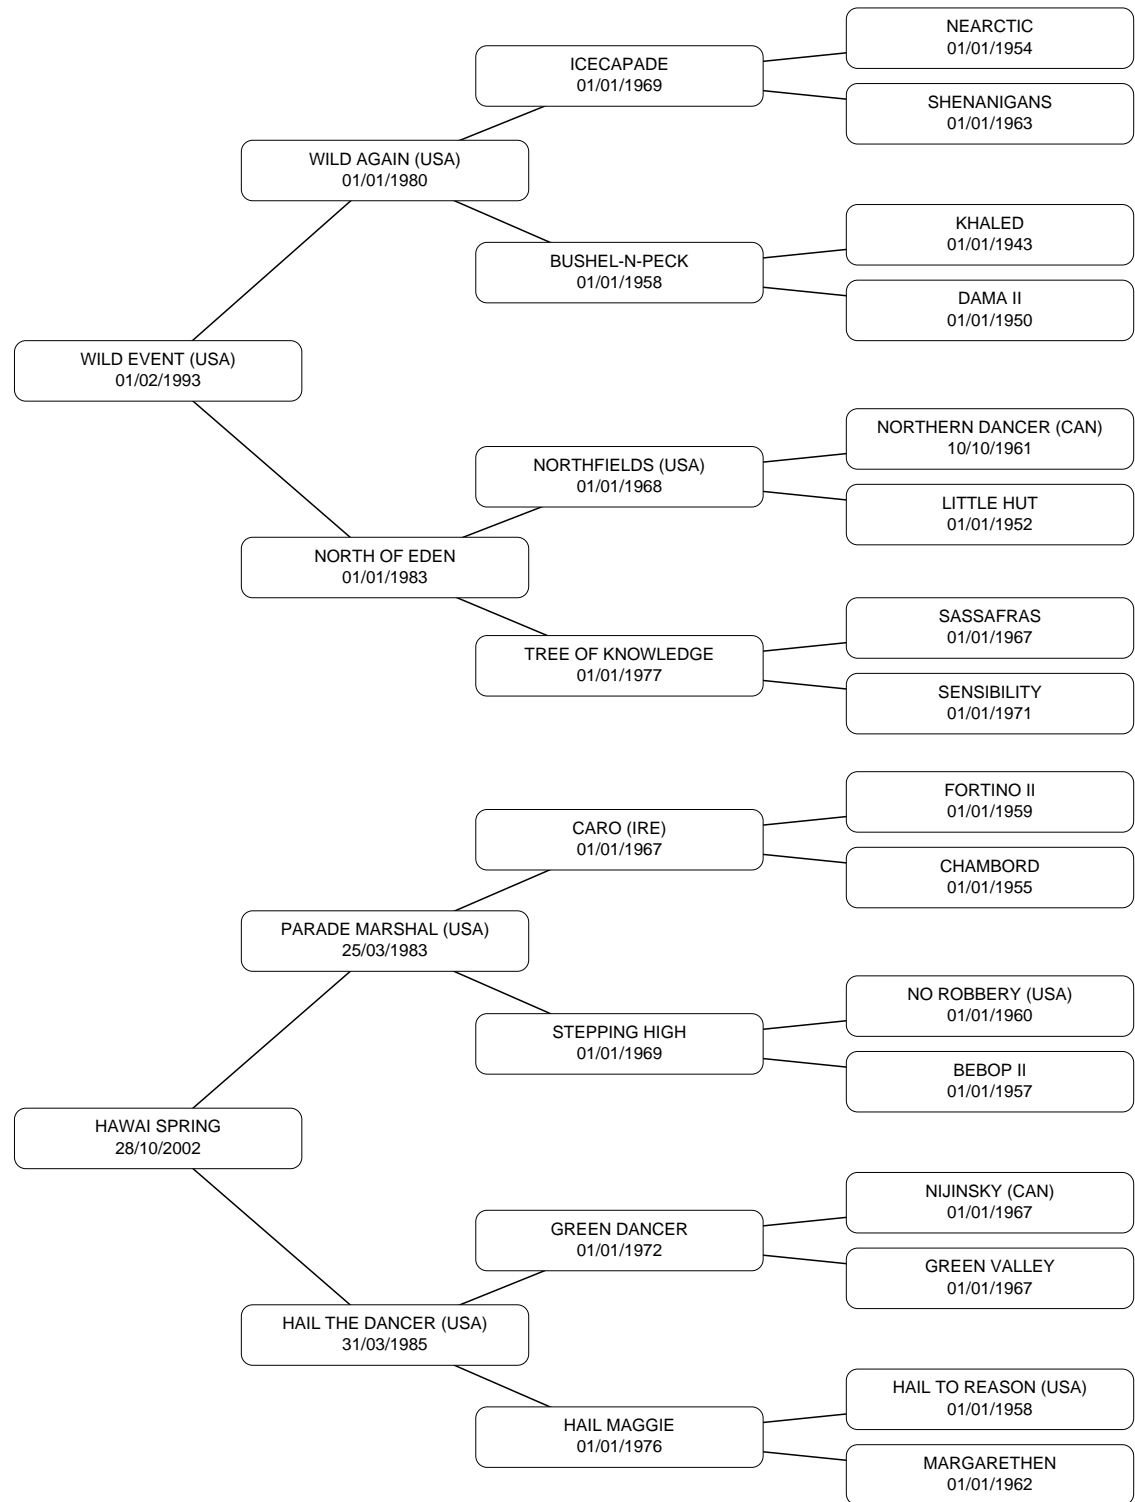 NEARCTIC
01/01/1954
ICECAPADE
01/01/1969
SHENANIGANS
01/01/1963
WILD AGAIN (USA)
01/01/1980
KHALED
01/01/1943
BUSHEL-N-PECK
01/01/1958
DAMA II
01/01/1950
WILD EVENT (USA)
01/02/1993
NORTHERN DANCER (CAN)
10/10/1961
NORTHFIELDS (USA)
01/01/1968
LITTLE HUT
01/01/1952
NORTH OF EDEN
01/01/1983
SASSAFRAS
01/01/1967
TREE OF KNOWLEDGE
01/01/1977
SENSIBILITY
01/01/1971
FORTINO II
01/01/1959
CARO (IRE)
01/01/1967
CHAMBORD
01/01/1955
PARADE MARSHAL (USA)
25/03/1983
NO ROBBERY (USA)
01/01/1960
STEPPING HIGH
01/01/1969
BEBOP II
01/01/1957
HAWAI SPRING
28/10/2002
NIJINSKY (CAN)
01/01/1967
GREEN DANCER
01/01/1972
GREEN VALLEY
01/01/1967
HAIL THE DANCER (USA)
31/03/1985
HAIL TO REASON (USA)
01/01/1958
HAIL MAGGIE
01/01/1976
MARGARETHEN
01/01/1962